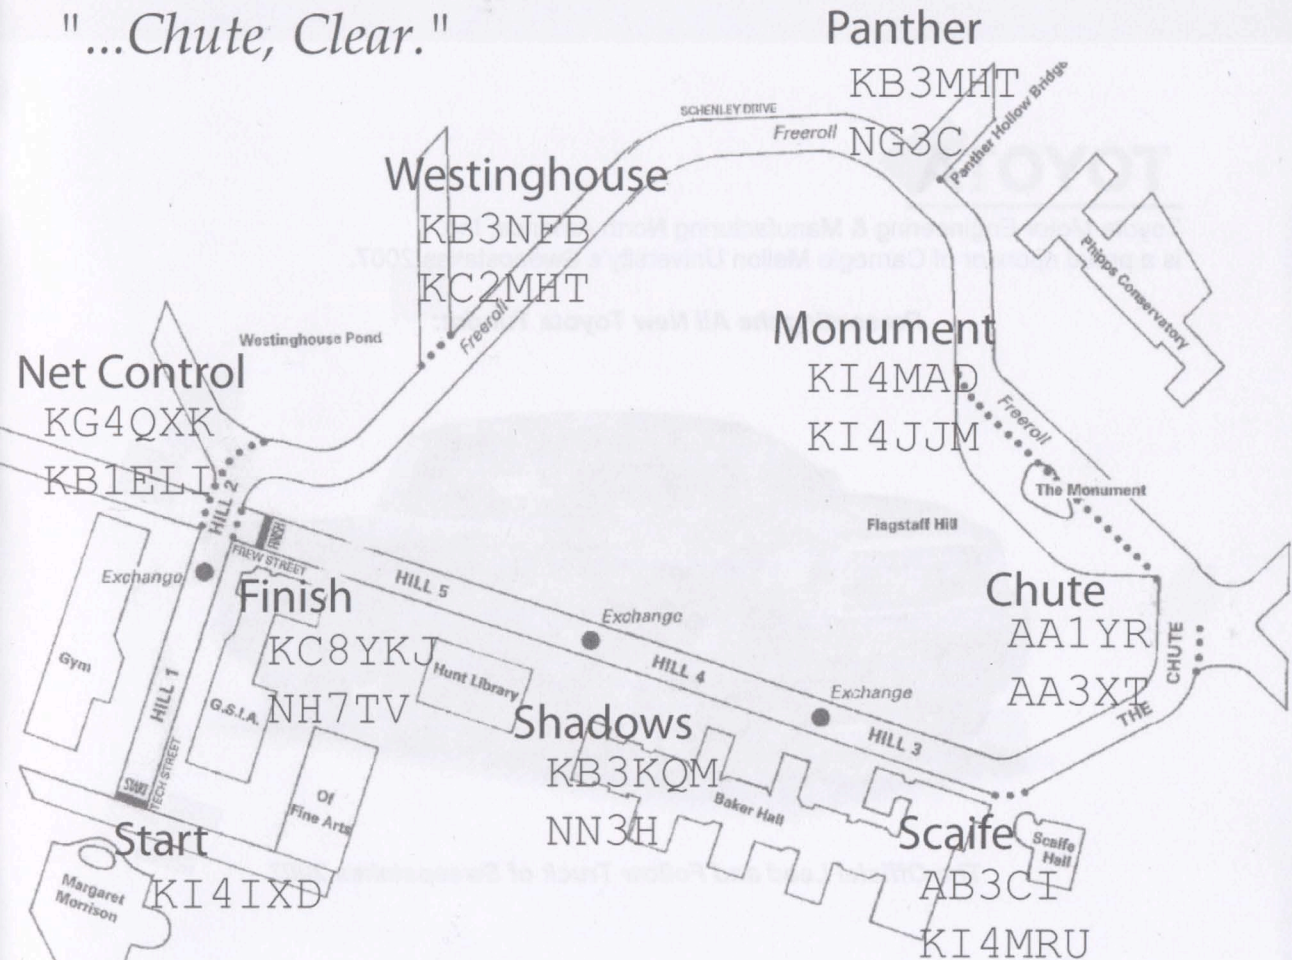 "...Chute, Clear."
Panther
KB3MHT
NG3C
Panther Hollow Bridge
SCHENLEY DRIVE
Freeroll
TOYOTA
Westinghouse
KB3NFB
KC2MHT
Freeroll
Phipps Conservatory
Westinghouse Pond
Monument
KI4MAD
KI4JJM
Freeroll
The Monument
Flagstaff Hill
Net Control
KG4QXK
KB1ELI
HILL 2
FINISH
FREW STREET
Exchange
Finish
KC8YKJ
NH7TV
HILL 5
Exchange
Chute
AA1YR
AA3XT
THE CHUTE
Gym
HILL 1
TECH STREET
START
G.S.I.A.
Hunt Library
HILL 4
Exchange
HILL 3
Shadows
KB3KQM
NN3H
Baker Hall
Of
Fine Arts
Start
KI4IXD
Margaret
Morrison
Scaife
AB3CI
KI4MRU
Scaife
Hall